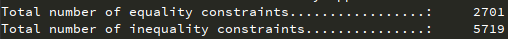 Total number of equality constraints.................:     2701
Total number of inequality constraints...............:     5719